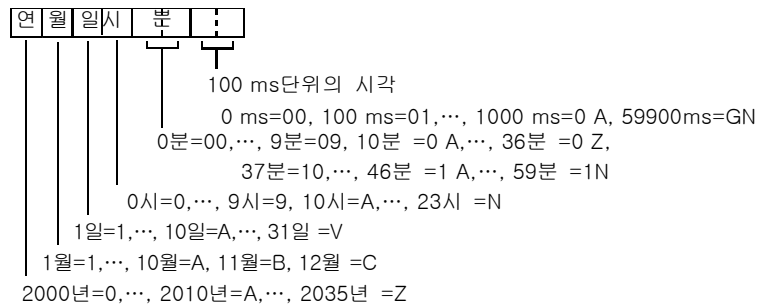 연 월 일 시 분
100 ms단위의 시각
0 ms=00, 100 ms=01,⋯, 1000 ms=0 A, 59900ms=GN
0분=00,⋯, 9분=09, 10분 =0 A,⋯, 36분 =0 Z,
37분=10,⋯, 46분 =1 A,⋯, 59분 =1N
0시=0,⋯, 9시=9, 10시=A,⋯, 23시 =N
1일=1,⋯, 10일=A,⋯, 31일 =V
1월=1,⋯, 10월=A, 11월=B, 12월 =C
2000년=0,⋯, 2010년=A,⋯, 2035년 =Z